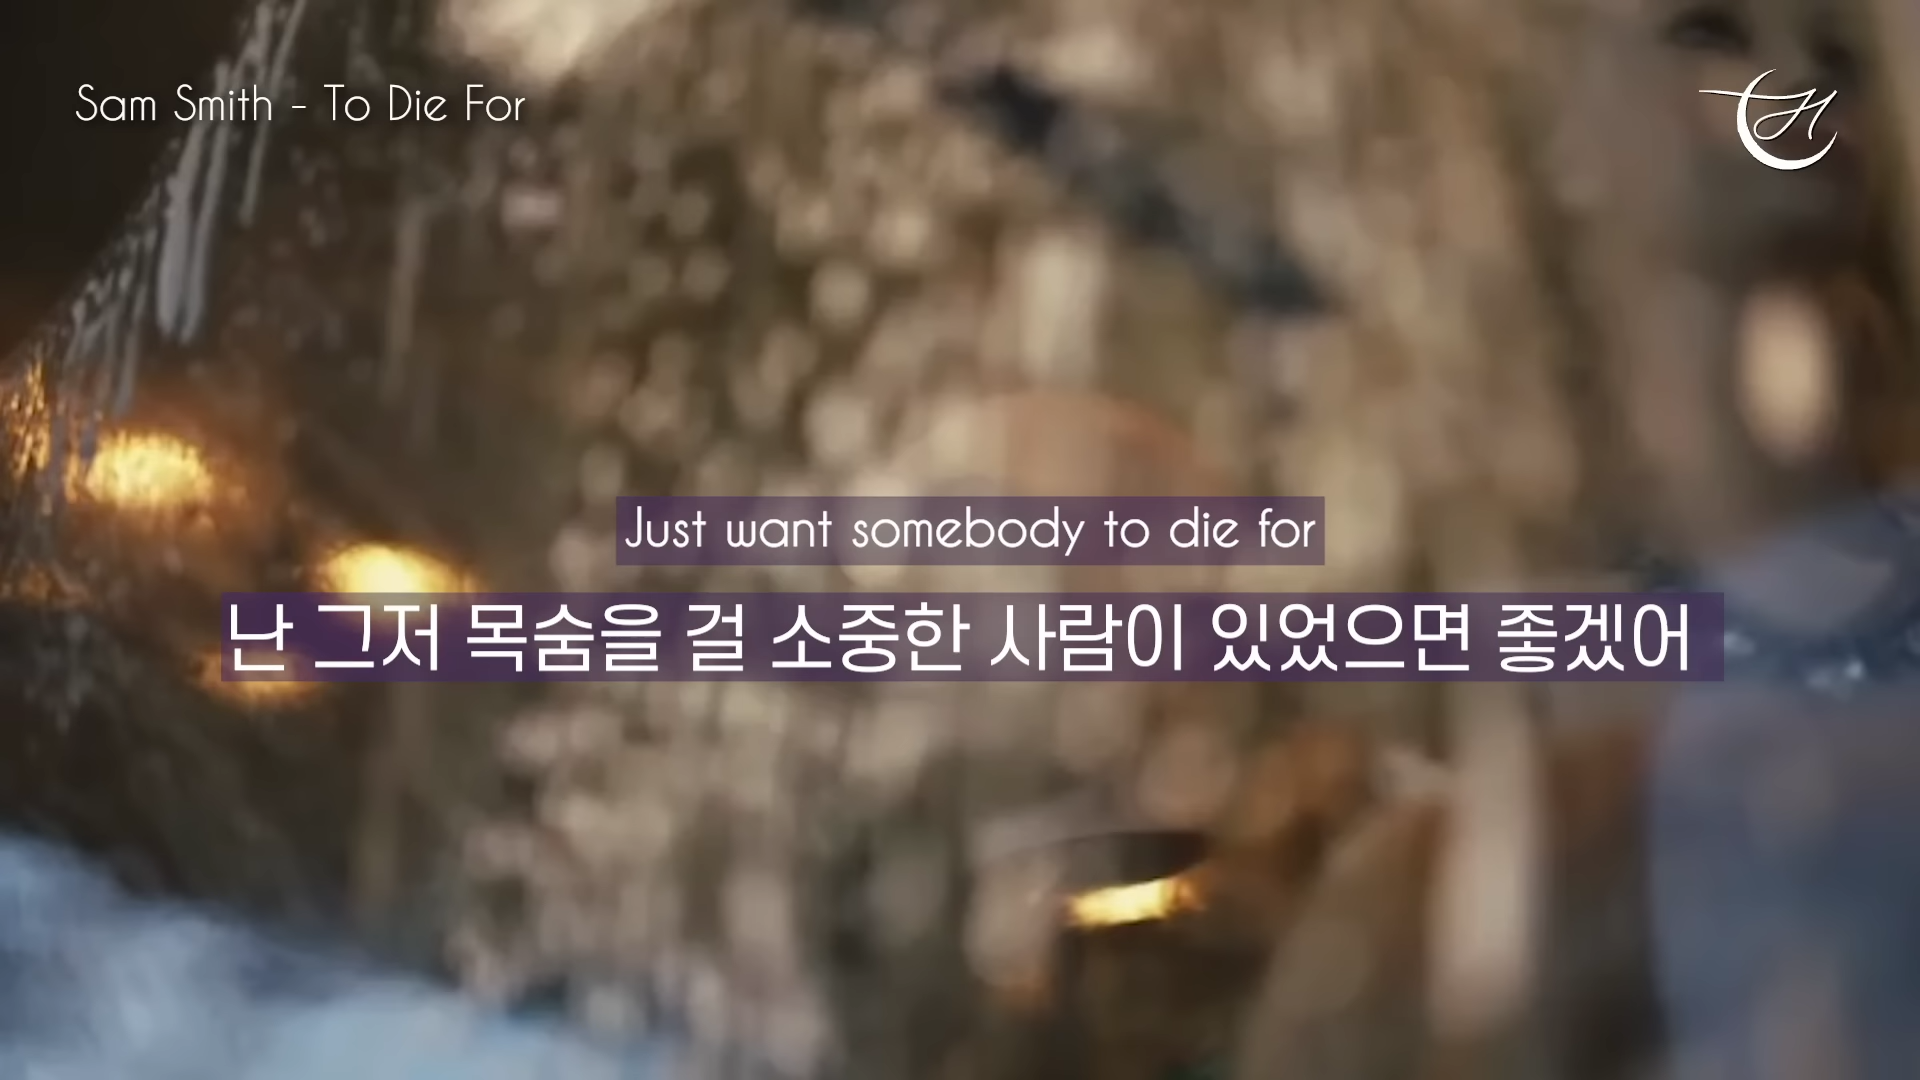 Sam Smith - To Die For
Just want somebody to die for
난 그저 목숨을 걸 소중한 사람이 있었으면 좋겠어